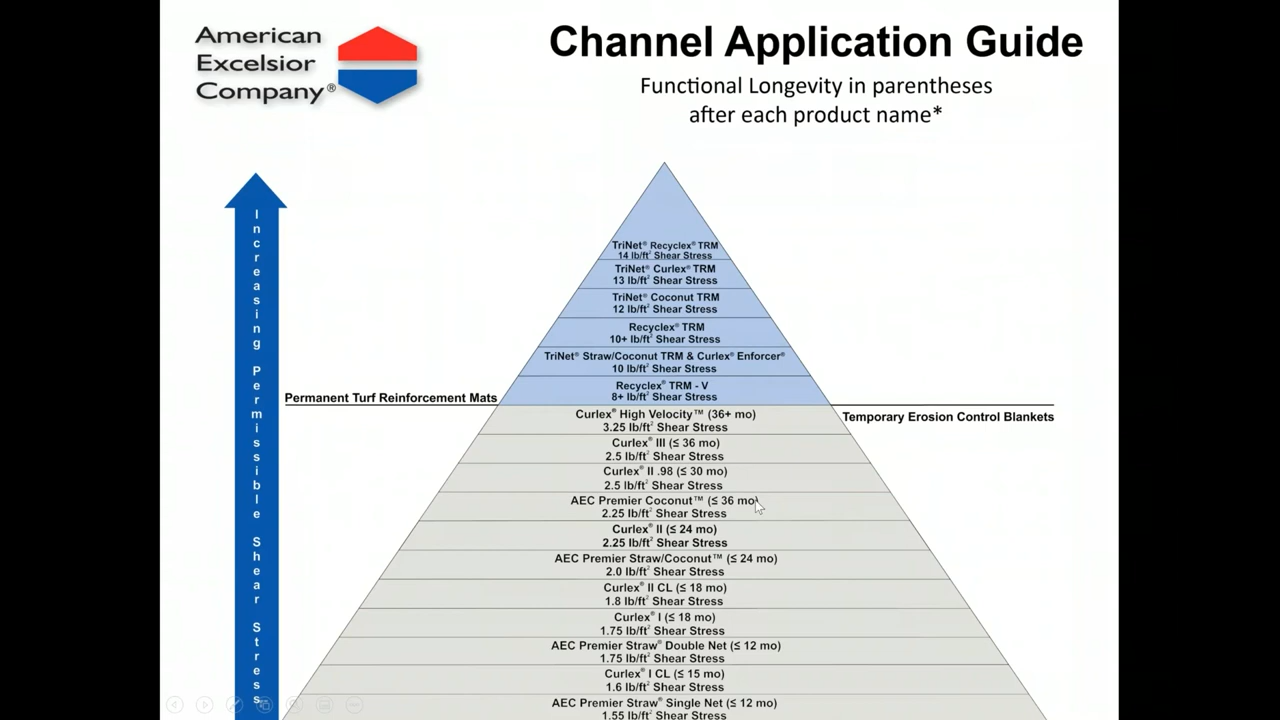 American
Excelsior
Company®
Channel Application Guide
Functional Longevity in parentheses
after each product name*
Increasing Permissible Shear Stress
TriNet® Recyclex® TRM
14 lb/ft² Shear Stress
TriNet® Curlex® TRM
13 lb/ft² Shear Stress
TriNet® Coconut TRM
12 lb/ft² Shear Stress
Recyclex® TRM
10+ lb/ft² Shear Stress
TriNet® Straw/Coconut TRM & Curlex® Enforcer®
10 lb/ft² Shear Stress
Recyclex® TRM - V
8+ lb/ft² Shear Stress
Permanent Turf Reinforcement Mats
Temporary Erosion Control Blankets
Curlex® High Velocity™ (36+ mo)
3.25 lb/ft² Shear Stress
Curlex® III (≤ 36 mo)
2.5 lb/ft² Shear Stress
Curlex® II .98 (≤ 30 mo)
2.5 lb/ft² Shear Stress
AEC Premier Coconut™ (≤ 36 mo)
2.25 lb/ft² Shear Stress
Curlex® II (≤ 24 mo)
2.25 lb/ft² Shear Stress
AEC Premier Straw/Coconut™ (≤ 24 mo)
2.0 lb/ft² Shear Stress
Curlex® II CL (≤ 18 mo)
1.8 lb/ft² Shear Stress
Curlex® I (≤ 18 mo)
1.75 lb/ft² Shear Stress
AEC Premier Straw® Double Net (≤ 12 mo)
1.75 lb/ft² Shear Stress
Curlex® I CL (≤ 15 mo)
1.6 lb/ft² Shear Stress
AEC Premier Straw® Single Net (≤ 12 mo)
1.55 lb/ft² Shear Stress